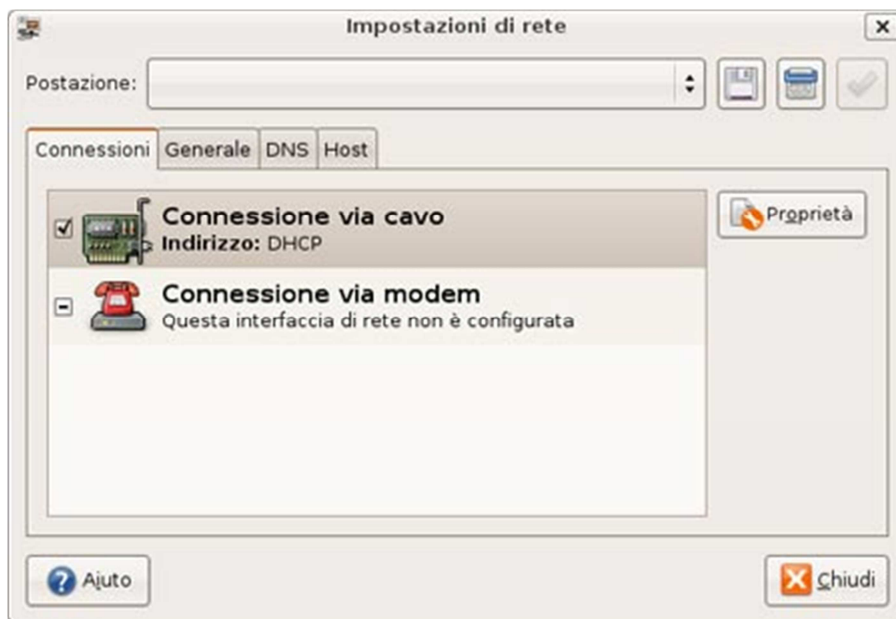 Impostazioni di rete
Postazione:
Connessioni Generale DNS Host
Connessione via cavo
Indirizzo: DHCP
Proprietà
Connessione via modem
Questa interfaccia di rete non è configurata
Aiuto
Chiudi